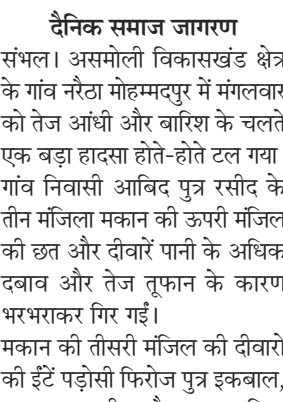 दैनिक समाज जागरण
संभल। असमोली विकासखंड क्षेत्र
के गांव नरैठा मोहम्मदपुर में मंगलवार
को तेज आंधी और बारिश के चलते
एक बड़ा हादसा होते-होते टल गया
गांव निवासी आबिद पुत्र रसीद के
तीन मंजिला मकान की ऊपरी मंजिल
की छत और दीवारें पानी के अधिक
दबाव और तेज तूफान के कारण
भरभराकर गिर गईं।
मकान की तीसरी मंजिल की दीवारो
की ईंटें पड़ोसी फिरोज पुत्र इकबाल,